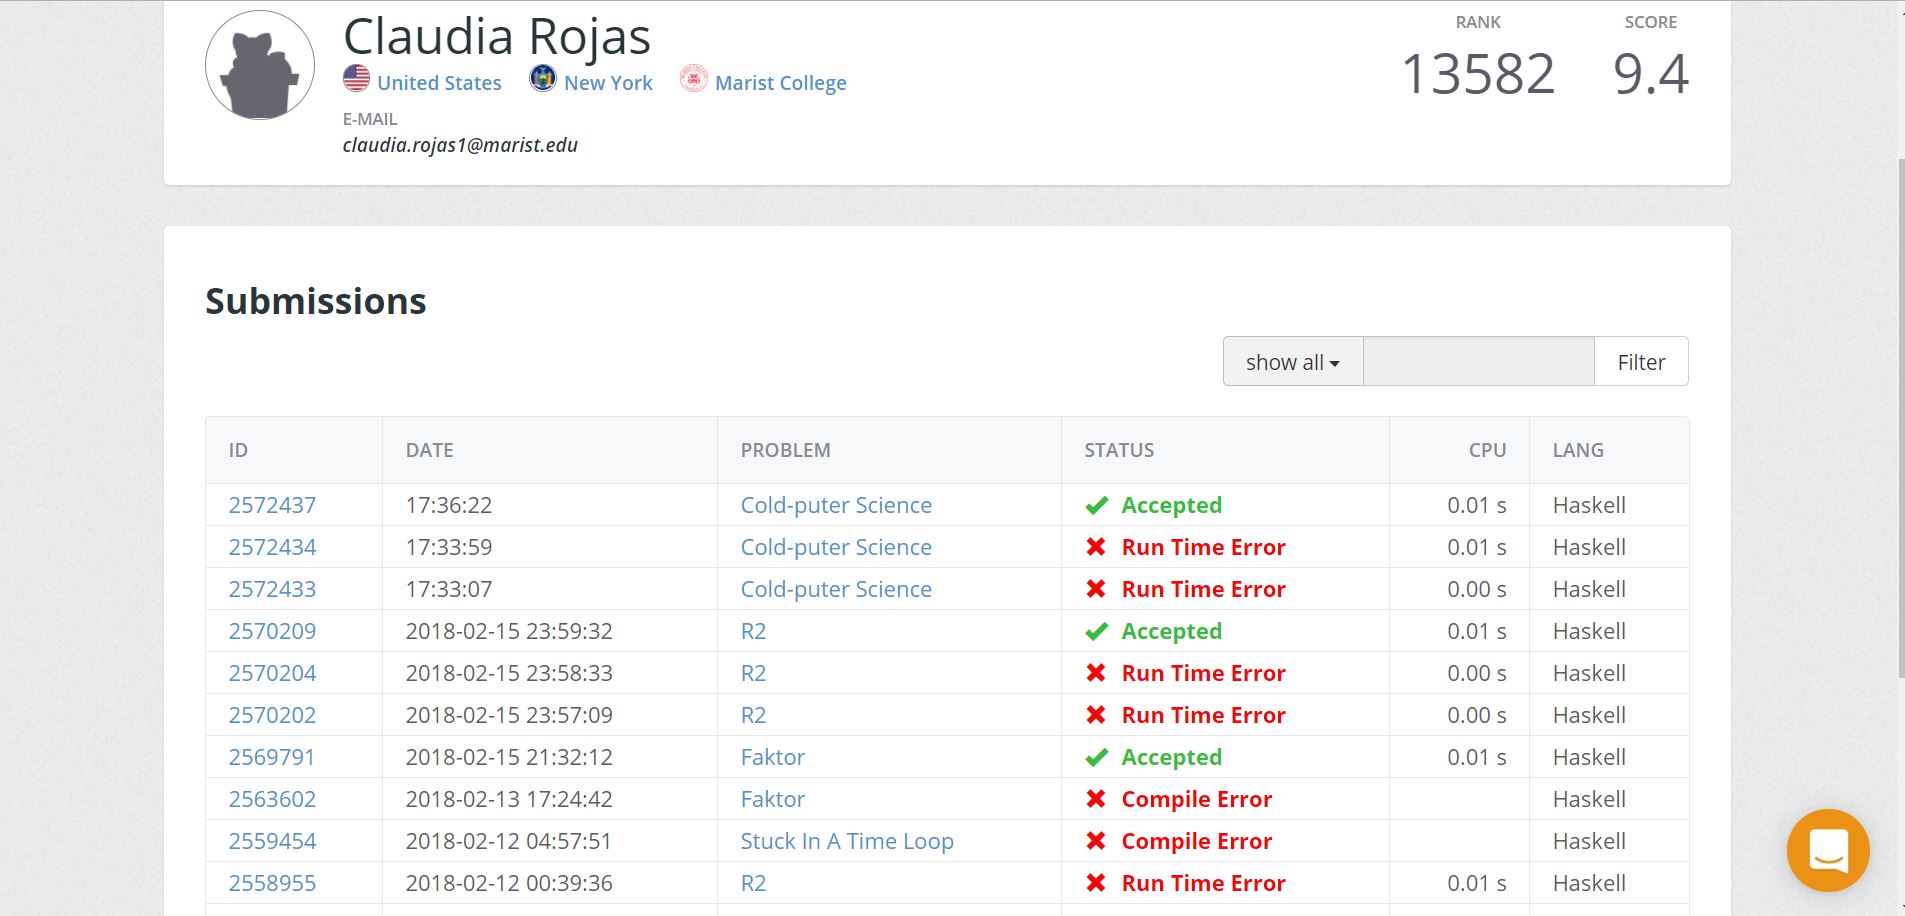 Claudia Rojas
RANK SCORE
13582 9.4
United States New York Marist College
E-MAIL
claudia.rojas1@marist.edu
Submissions
show all Filter
ID DATE PROBLEM STATUS CPU LANG
2572437 17:36:22 Cold-puter Science Accepted 0.01 s Haskell
2572434 17:33:59 Cold-puter Science Run Time Error 0.01 s Haskell
2572433 17:33:07 Cold-puter Science Run Time Error 0.00 s Haskell
2570209 2018-02-15 23:59:32 R2 Accepted 0.01 s Haskell
2570204 2018-02-15 23:58:33 R2 Run Time Error 0.00 s Haskell
2570202 2018-02-15 23:57:09 R2 Run Time Error 0.00 s Haskell
2569791 2018-02-15 21:32:12 Faktor Accepted 0.01 s Haskell
2563602 2018-02-13 17:24:42 Faktor Compile Error Haskell
2559454 2018-02-12 04:57:51 Stuck In A Time Loop Compile Error Haskell
2558955 2018-02-12 00:39:36 R2 Run Time Error 0.01 s Haskell